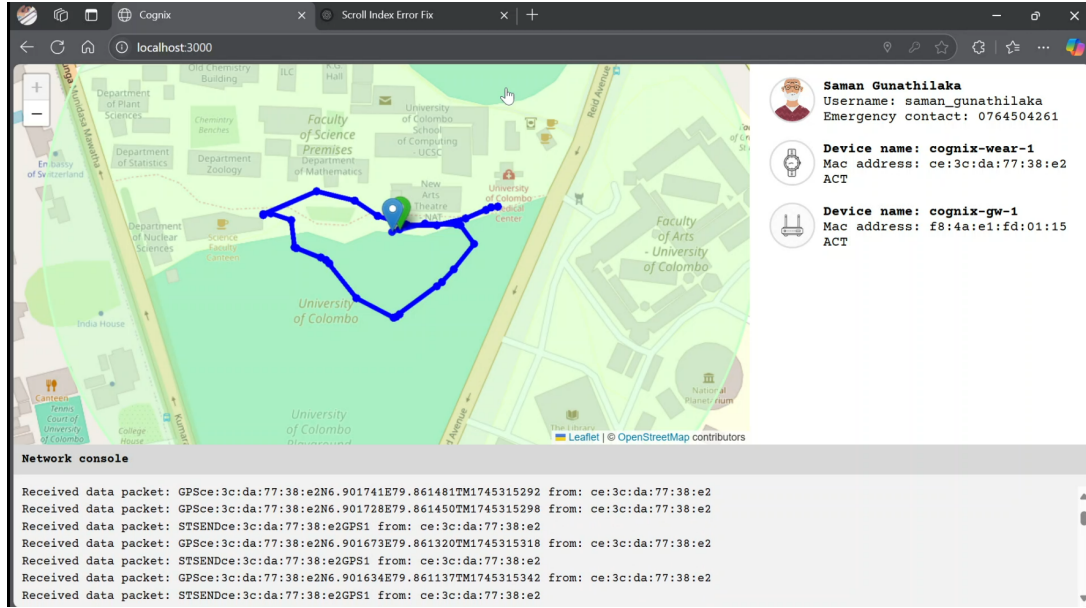 Cognix
Scroll Index Error Fix
localhost:3000
+
−
Old Chemistry
Building
ILC
K.G.
Hall
Munidasa Mawatha
Department
of Plant
Sciences
Chemistry
Benches
Faculty
of Science
Premises
University
of Colombo
School
of Computing
- UCSC
Reid Avenue
Embassy
of Switzerland
Department
of Statistics
Department
Zoology
Department
of Mathematics
New
Arts
Theatre
NAT
University
of Colombo
Medical
Center
Department
of Nuclear
Sciences
Science
Faculty
Canteen
Faculty
of Arts
- University
of Colombo
University
of Colombo
India House
National
Planetarium
Canteen
Tennis
Court of
University
of Colombo
College
House
University
of Colombo
Playground
The Library
Avenue
Leaflet | © OpenStreetMap contributors
Saman Gunathilaka
Username: saman_gunathilaka
Emergency contact: 0764504261
Device name: cognix-wear-1
Mac address: ce:3c:da:77:38:e2
ACT
Device name: cognix-gw-1
Mac address: f8:4a:e1:fd:01:15
ACT
Network console
Received data packet: GPSce:3c:da:77:38:e2N6.901741E79.861481TM1745315292 from: ce:3c:da:77:38:e2
Received data packet: GPSce:3c:da:77:38:e2N6.901728E79.861450TM1745315298 from: ce:3c:da:77:38:e2
Received data packet: STSENDce:3c:da:77:38:e2GPS1 from: ce:3c:da:77:38:e2
Received data packet: GPSce:3c:da:77:38:e2N6.901673E79.861320TM1745315318 from: ce:3c:da:77:38:e2
Received data packet: STSENDce:3c:da:77:38:e2GPS1 from: ce:3c:da:77:38:e2
Received data packet: GPSce:3c:da:77:38:e2N6.901634E79.861137TM1745315342 from: ce:3c:da:77:38:e2
Received data packet: STSENDce:3c:da:77:38:e2GPS1 from: ce:3c:da:77:38:e2